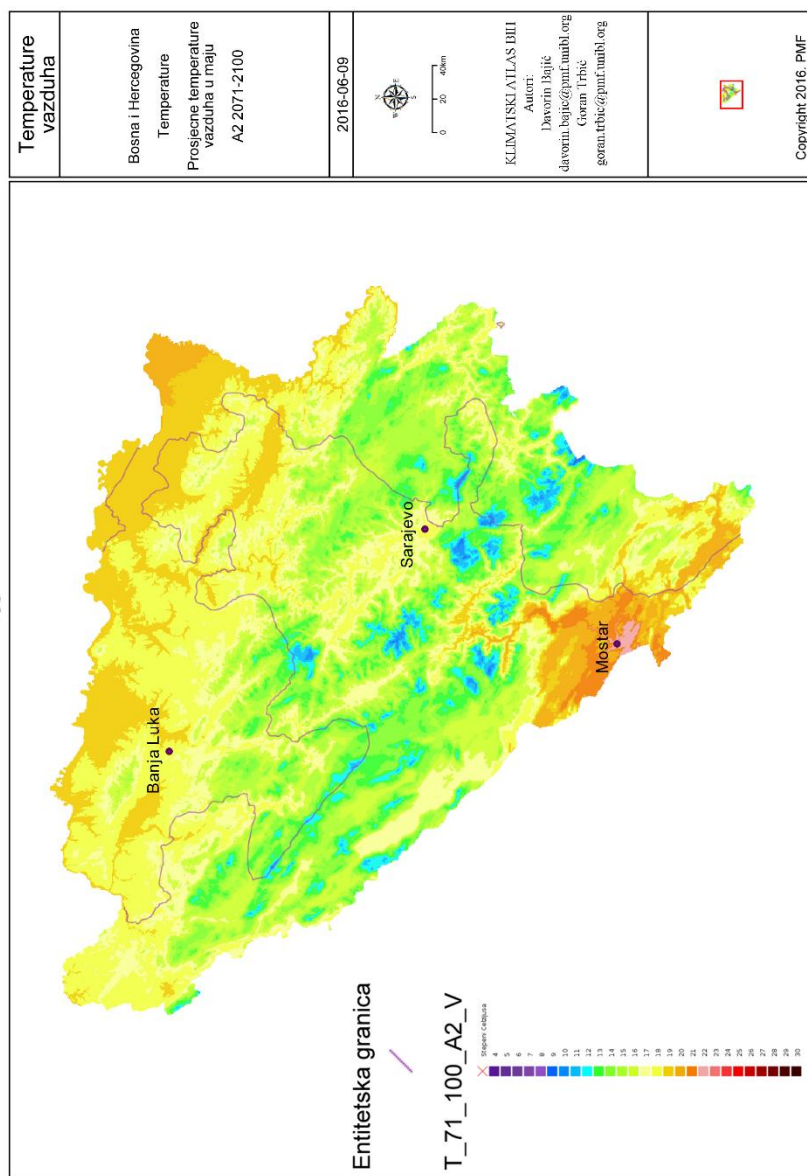 Temperature
vazduha
Bosna i Hercegovina
Temperature
Prosjecne temperature
vazduha u maju
A2 2071-2100
2016-06-09
N
W
E
S
0 20 40km
KLIMATSKI ATLAS BIH
Autori:
Davorin Bajić
davorin.bajic@pmf.unibl.org
Goran Trbić
goran.trbic@pmf.unibl.org
Copyright 2016. PMF
Banja Luka
Sarajevo
Mostar
Entitetska granica
T_71_100_A2_V
Stepeni Celzijusa
4
5
6
7
8
9
10
11
12
13
14
15
16
17
18
19
20
21
22
23
24
25
26
27
28
29
30